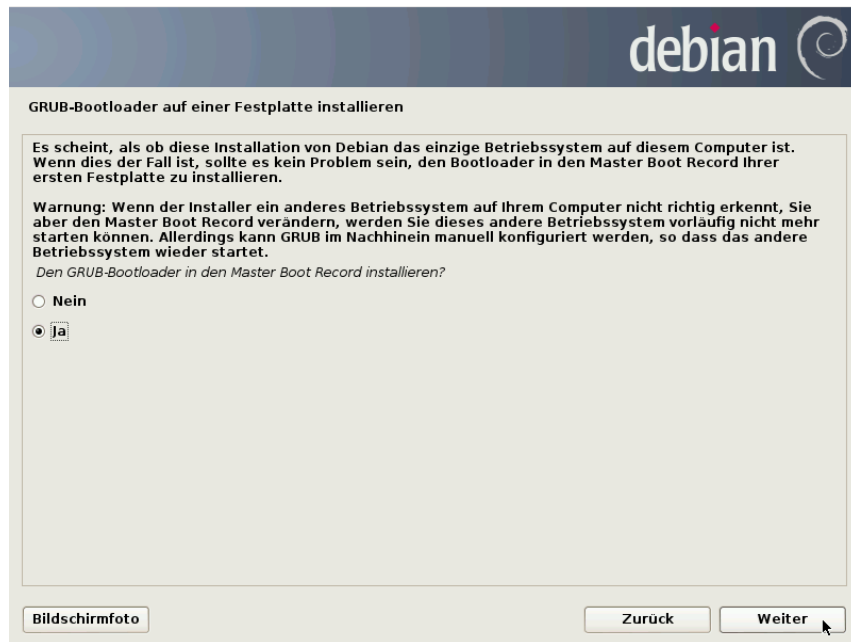 debian
GRUB-Bootloader auf einer Festplatte installieren
Es scheint, als ob diese Installation von Debian das einzige Betriebssystem auf diesem Computer ist.
Wenn dies der Fall ist, sollte es kein Problem sein, den Bootloader in den Master Boot Record Ihrer
ersten Festplatte zu installieren.
Warnung: Wenn der Installer ein anderes Betriebssystem auf Ihrem Computer nicht richtig erkennt, Sie
aber den Master Boot Record verändern, werden Sie dieses andere Betriebssystem vorläufig nicht mehr
starten können. Allerdings kann GRUB im Nachhinein manuell konfiguriert werden, so dass das andere
Betriebssystem wieder startet.
Den GRUB-Bootloader in den Master Boot Record installieren?
Nein
Ja
Bildschirmfoto
Zurück
Weiter